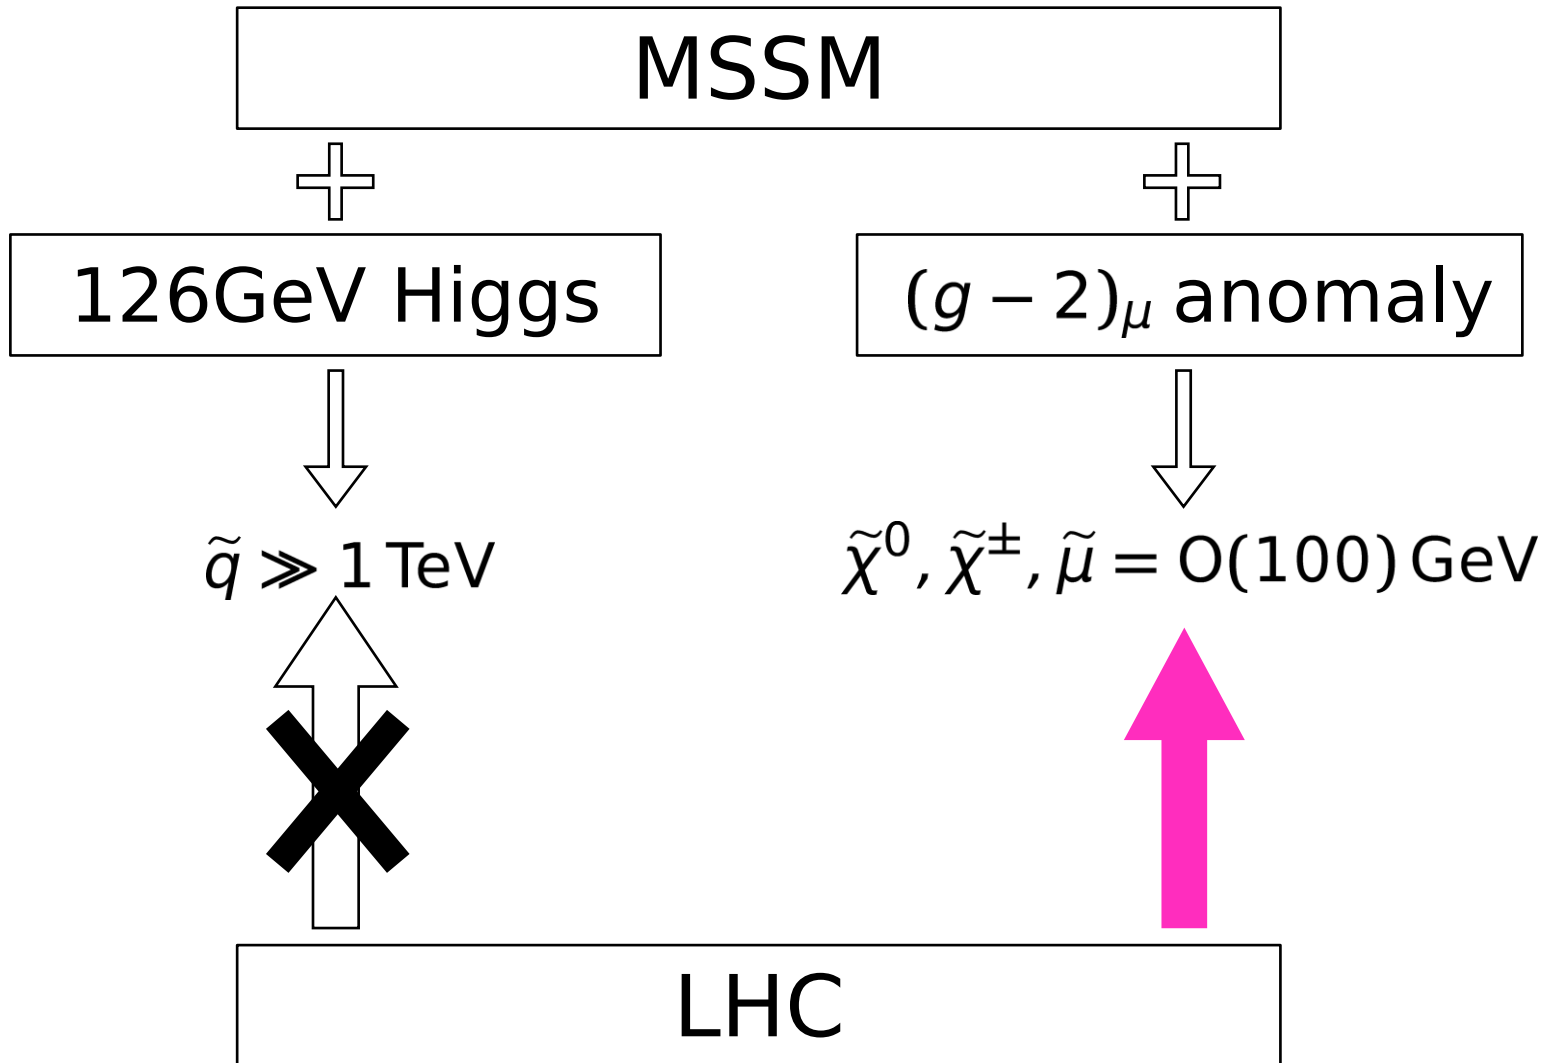 MSSM
126GeV Higgs
(g − 2)μ anomaly
q̃ ≫ 1 TeV
χ̃⁰, χ̃±, μ̃ = O(100) GeV
LHC